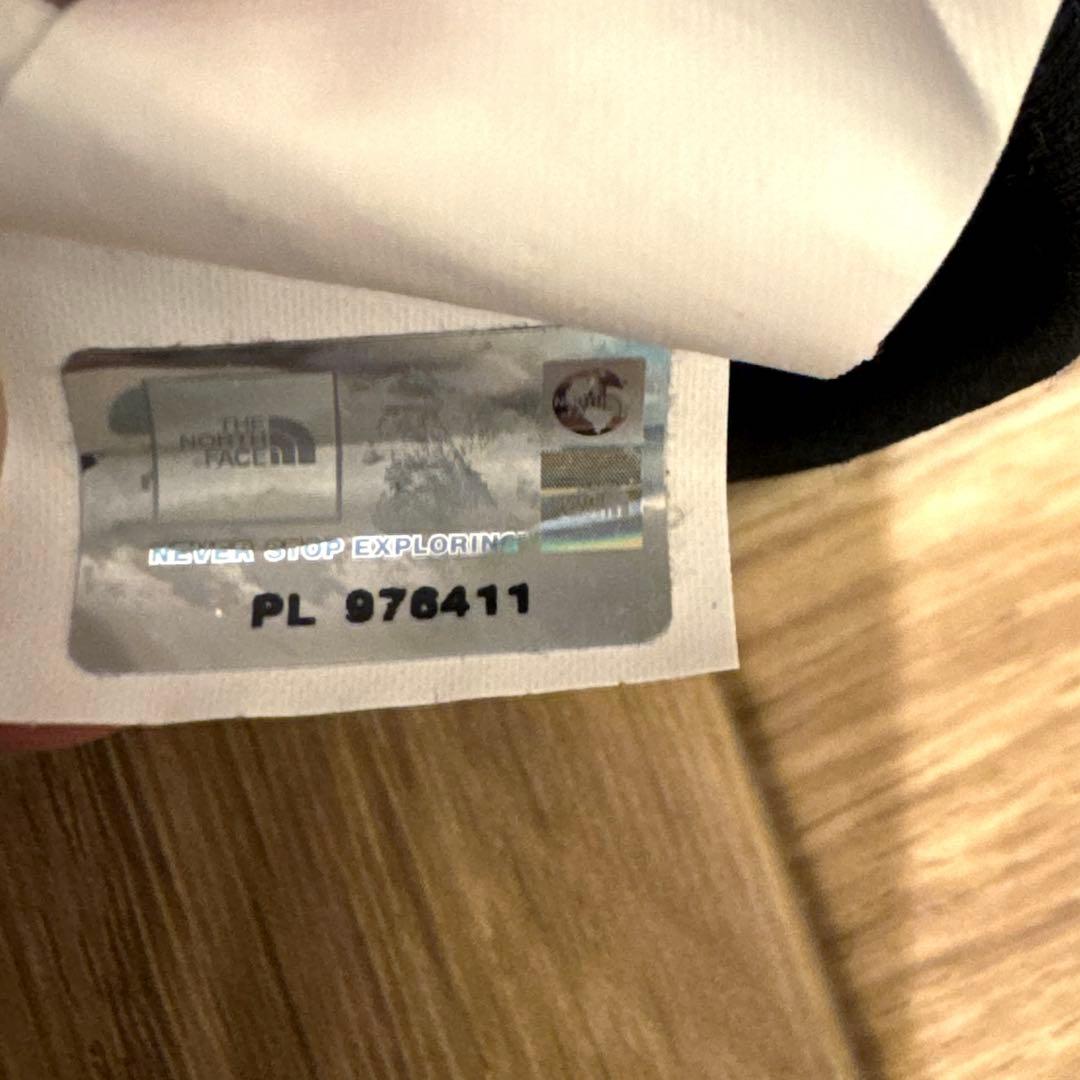 THE
NORTH
FACE
NEVER STOP EXPLORING
PL 976411